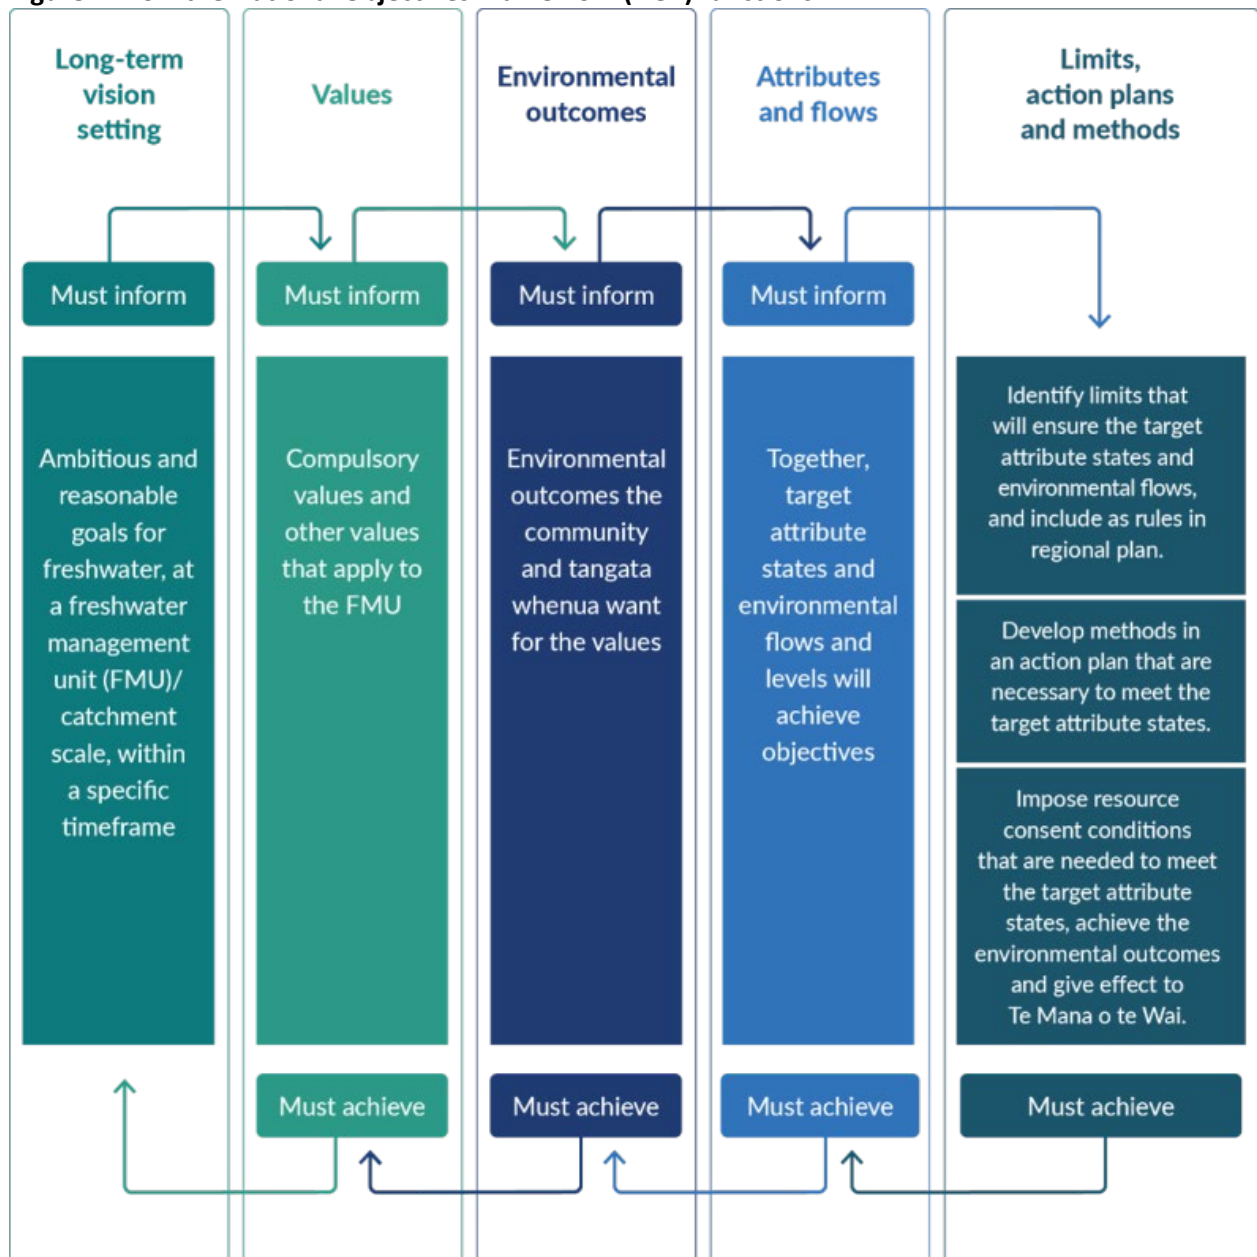 Long-term
vision
setting
Values
Environmental
outcomes
Attributes
and flows
Limits,
action plans
and methods
Must inform
Must inform
Must inform
Must inform
Ambitious and
reasonable
goals for
freshwater, at
a freshwater
management
unit (FMU)/
catchment
scale, within
a specific
timeframe
Compulsory
values and
other values
that apply to
the FMU
Environmental
outcomes the
community
and tangata
whenua want
for the values
Together,
target
attribute
states and
environmental
flows and
levels will
achieve
objectives
Identify limits that
will ensure the target
attribute states and
environmental flows,
and include as rules in
regional plan.
Develop methods in
an action plan that are
necessary to meet the
target attribute states.
Impose resource
consent conditions
that are needed to meet
the target attribute
states, achieve the
environmental outcomes
and give effect to
Te Mana o te Wai.
Must achieve
Must achieve
Must achieve
Must achieve